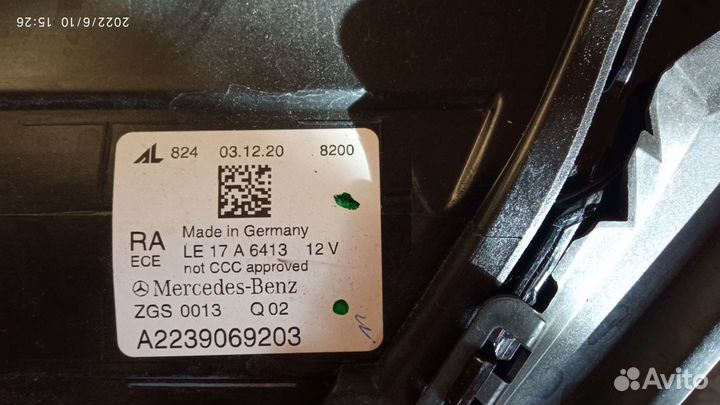 2022/6/10 15:26
AL 824 03.12.20 8200
Made in Germany
RA LE 17 A 6413 12 V
ECE not CCC approved
Mercedes-Benz
ZGS 0013 Q 02
A2239069203
Avito